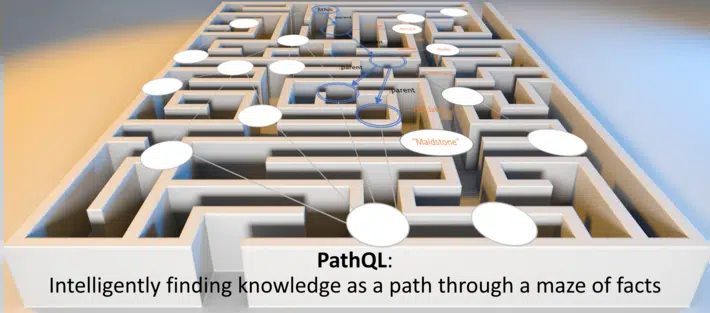 :parent
:parent
"Maidstone"
PathQL:
Intelligently finding knowledge as a path through a maze of facts